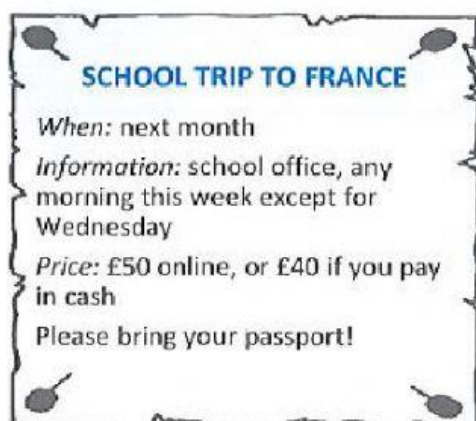 SCHOOL TRIP TO FRANCE
When: next month
Information: school office, any
morning this week except for
Wednesday
Price: £50 online, or £40 if you pay
in cash
Please bring your passport!